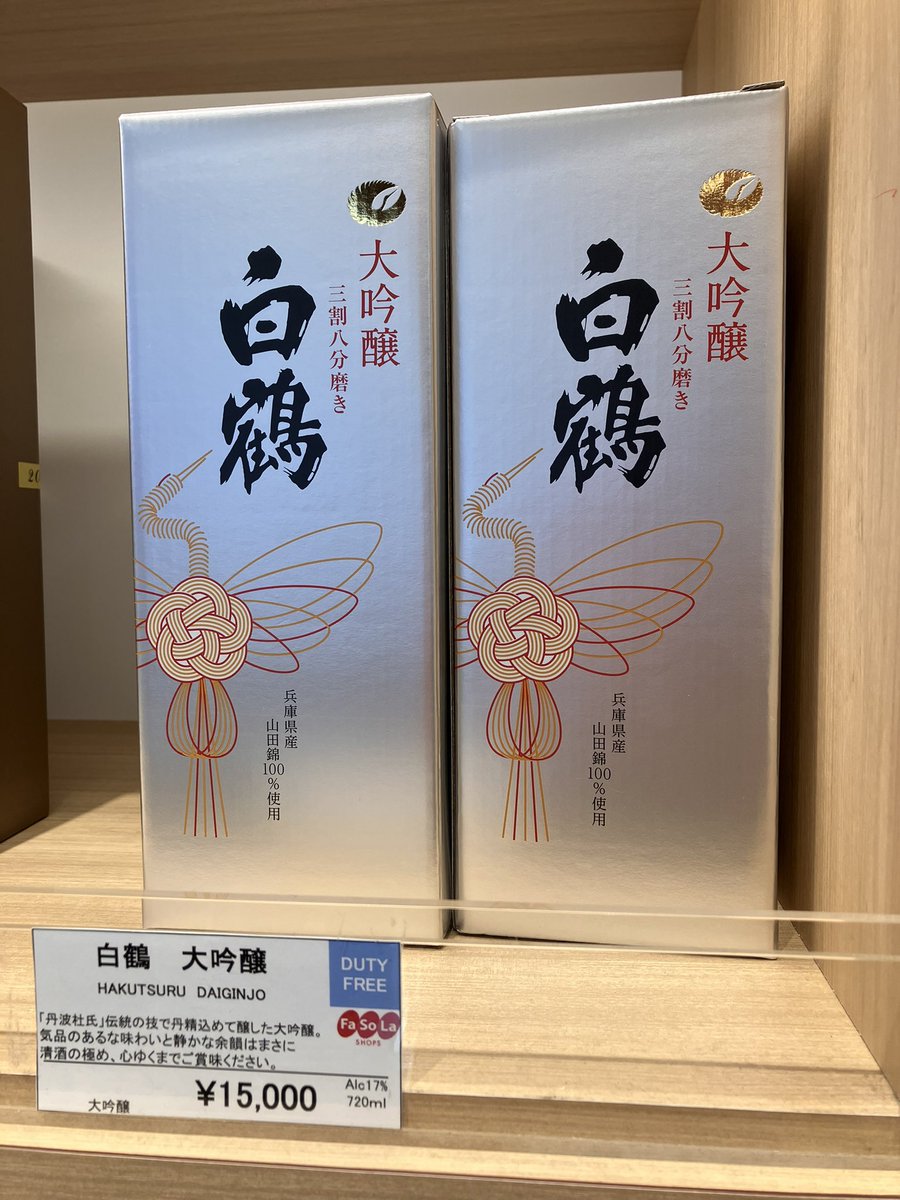 大吟醸
三割八分磨き
白鶴
兵庫県産
山田錦100%使用
大吟醸
三割八分磨き
白鶴
兵庫県産
山田錦100%使用
20
白鶴 大吟醸
HAKUTSURU DAIGINJO
DUTY
FREE
「丹波杜氏」伝統の技で丹精込めて醸した大吟醸。
気品のあるな味わいと静かな余韻はまさに
清酒の極め、心ゆくまでご賞味ください。
FaSoLa
SHOPS
¥15,000
Alc17%
720ml
大吟醸